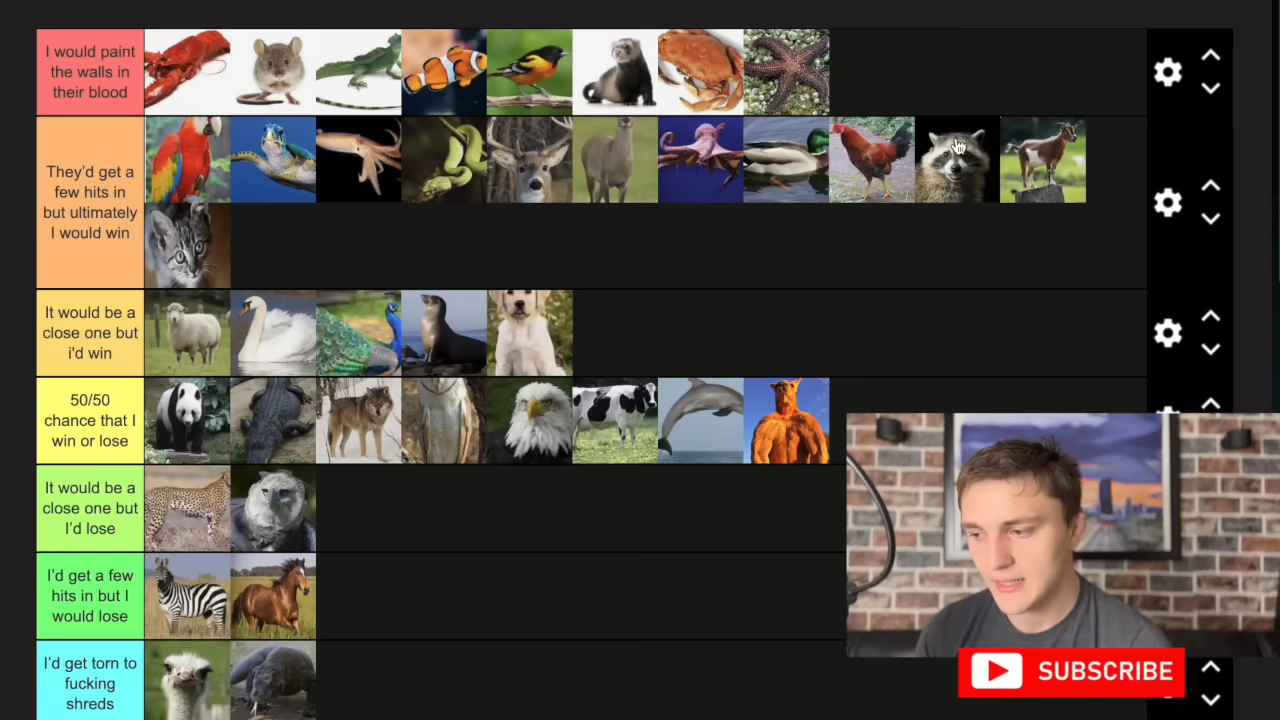 I would paint
the walls in
their blood
They'd get a
few hits in
but ultimately
I would win
It would be a
close one but
i'd win
50/50
chance that I
win or lose
It would be a
close one but
I'd lose
I'd get a few
hits in but I
would lose
I'd get torn to
fucking
shreds
SUBSCRIBE